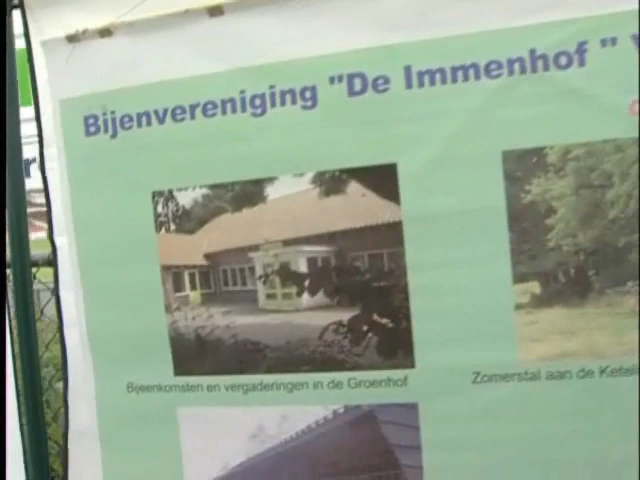 Bijenvereniging "De Immenhof "
Bijeenkomsten en vergaderingen in de Groenhof
Zomerstal aan de